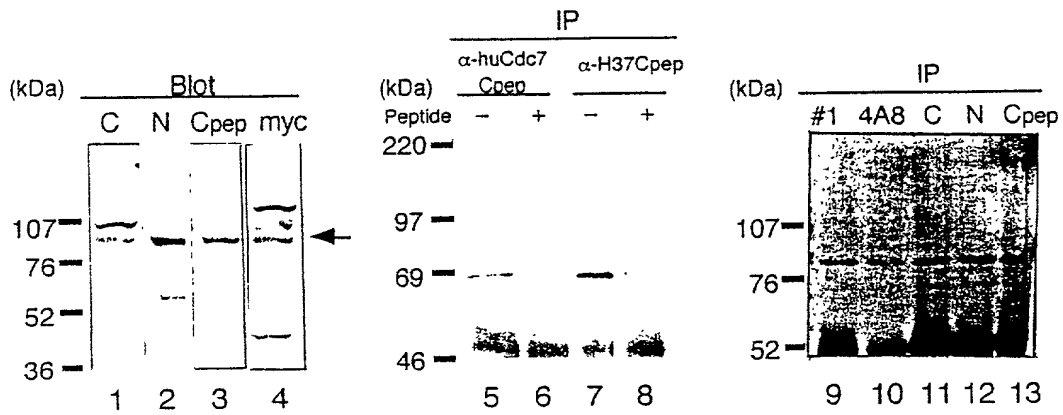 (kDa)
Blot
C N Cpep myc
107
76
52
36
1 2 3 4
IP
α-huCdc7 Cpep
α-H37Cpep
(kDa)
Peptide − + − +
220
97
69
46
5 6 7 8
(kDa)
IP
#1 4A8 C N Cpep
107
76
52
9 10 11 12 13